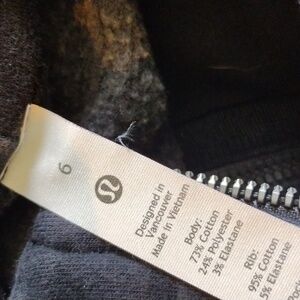 6
Designed in
Vancouver
Made in Vietnam
Body:
73% Cotton
24% Polyester
3% Elastane
Rib:
95% Cotton
5% Elastane